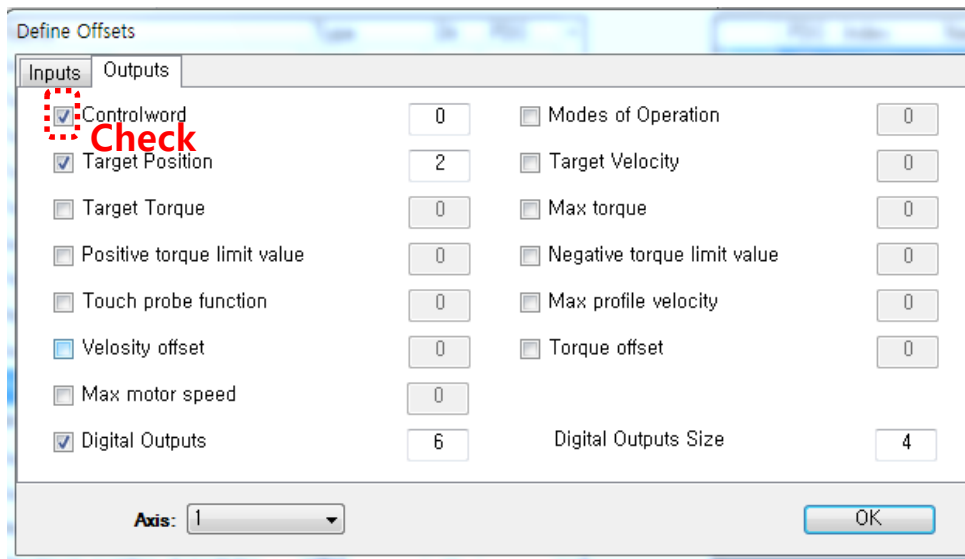 Define Offsets
Inputs Outputs
Controlword 0 Modes of Operation 0
Check
Target Position 2 Target Velocity 0
Target Torque 0 Max torque 0
Positive torque limit value 0 Negative torque limit value 0
Touch probe function 0 Max profile velocity 0
Velosity offset 0 Torque offset 0
Max motor speed 0
Digital Outputs 6 Digital Outputs Size 4
Axis: 1 OK